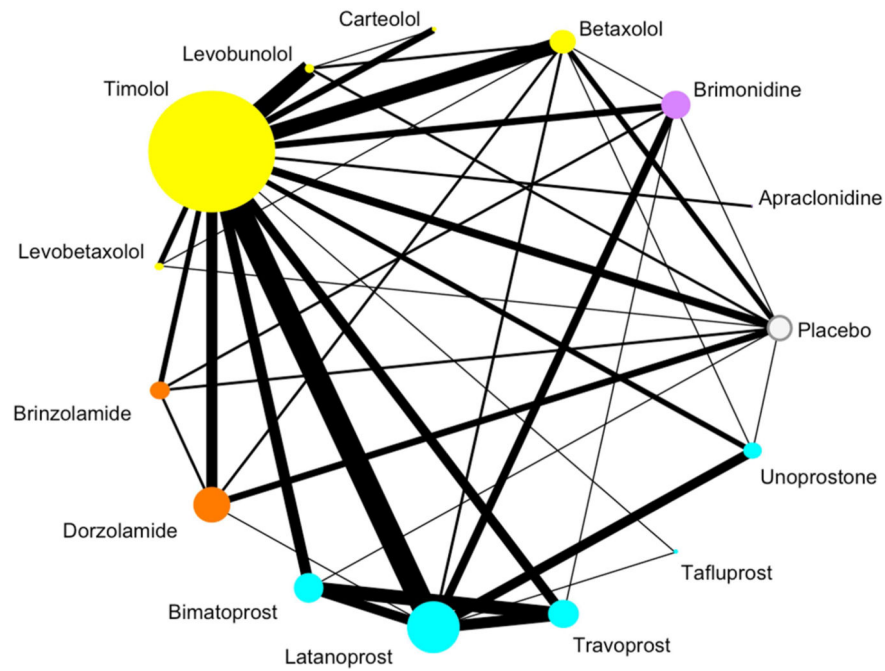 Carteolol
Betaxolol
Levobunolol
Timolol
Brimonidine
Apraclonidine
Levobetaxolol
Placebo
Brinzolamide
Unoprostone
Dorzolamide
Tafluprost
Bimatoprost
Travoprost
Latanoprost